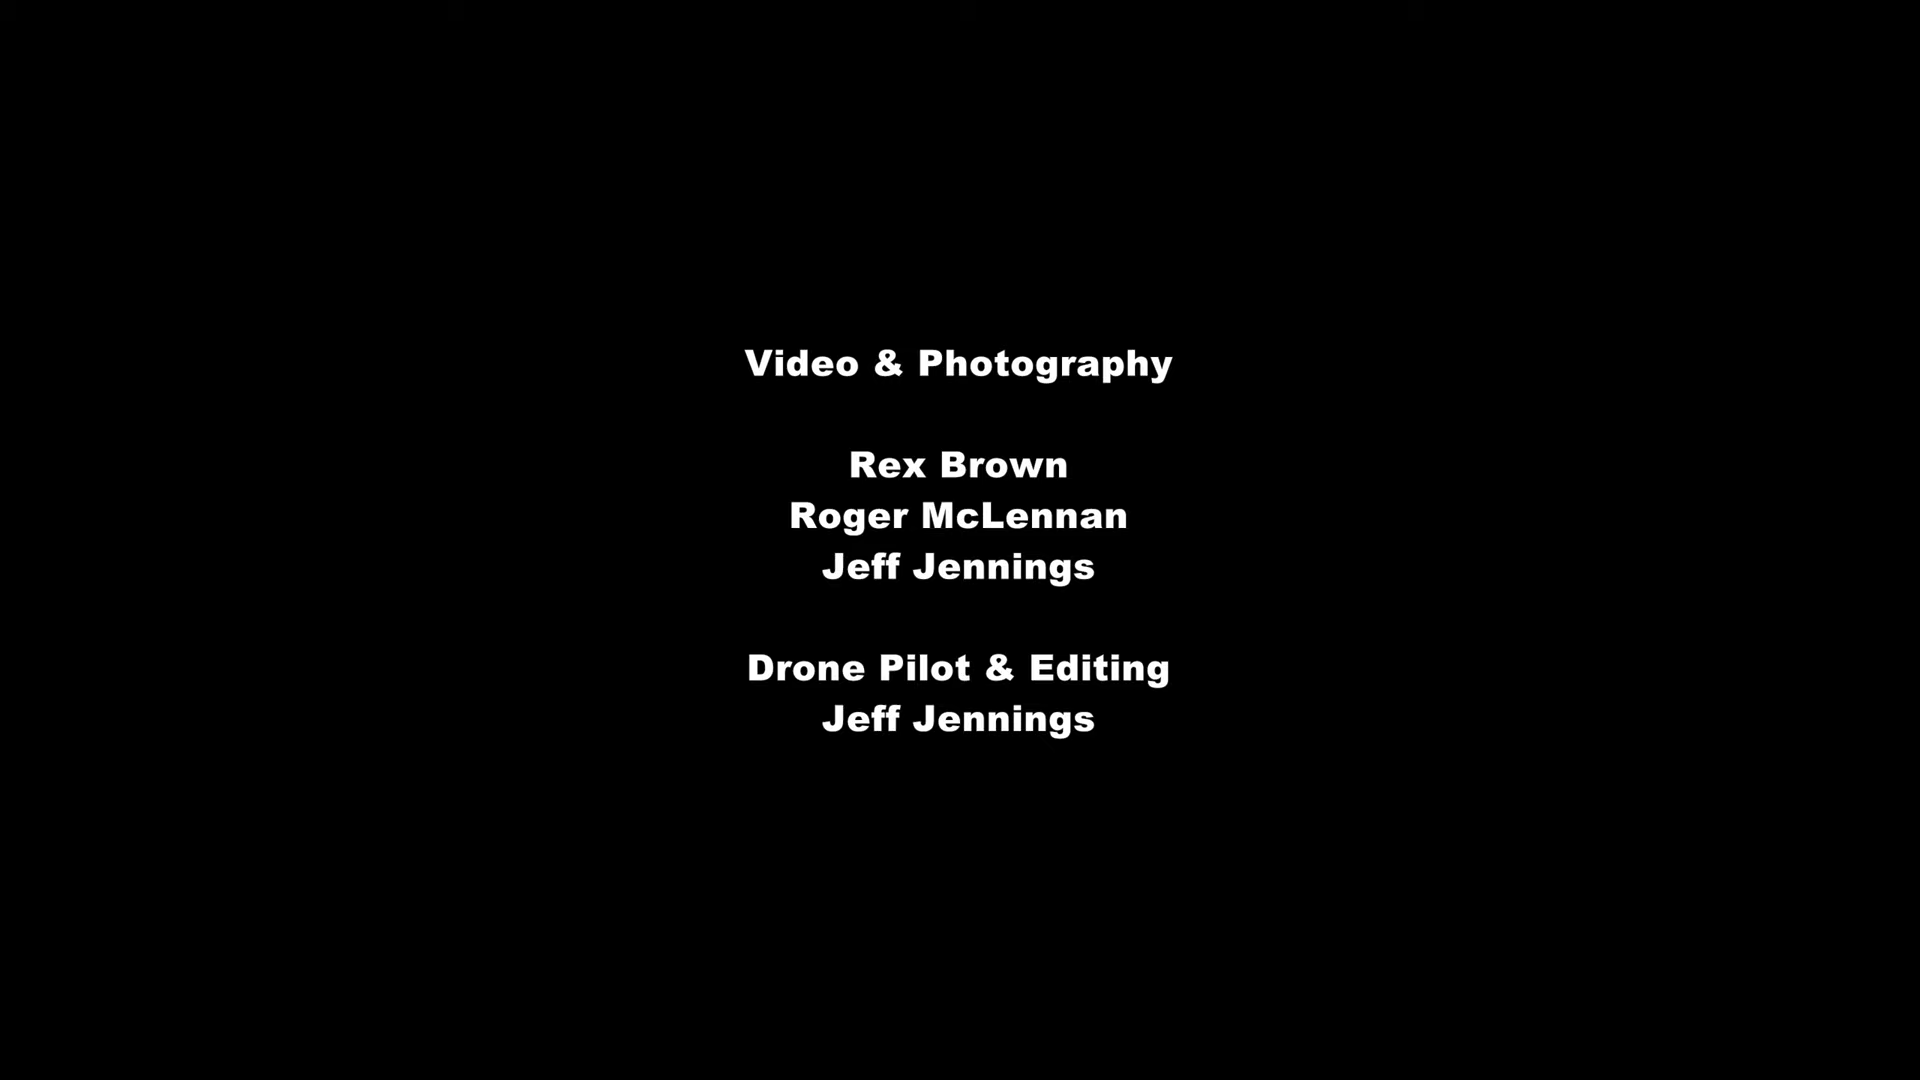 Video & Photography
Rex Brown
Roger McLennan
Jeff Jennings
Drone Pilot & Editing
Jeff Jennings